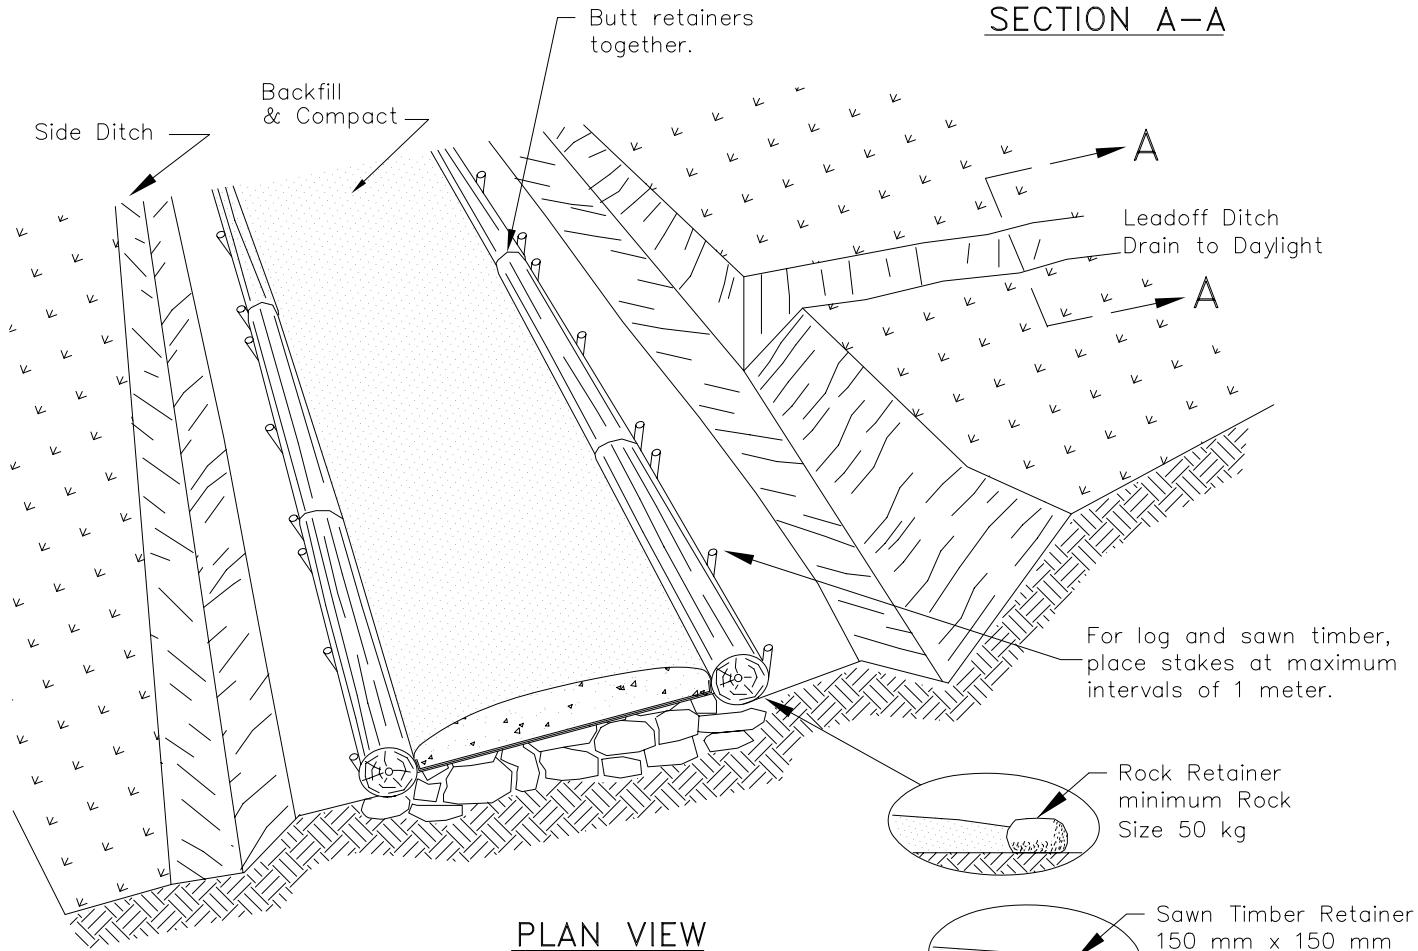 SECTION A-A
Butt retainers
together.
Backfill
& Compact
Side Ditch
A
Leadoff Ditch
Drain to Daylight
A
For log and sawn timber,
place stakes at maximum
intervals of 1 meter.
Rock Retainer
minimum Rock
Size 50 kg
Sawn Timber Retainer
150 mm x 150 mm
PLAN VIEW